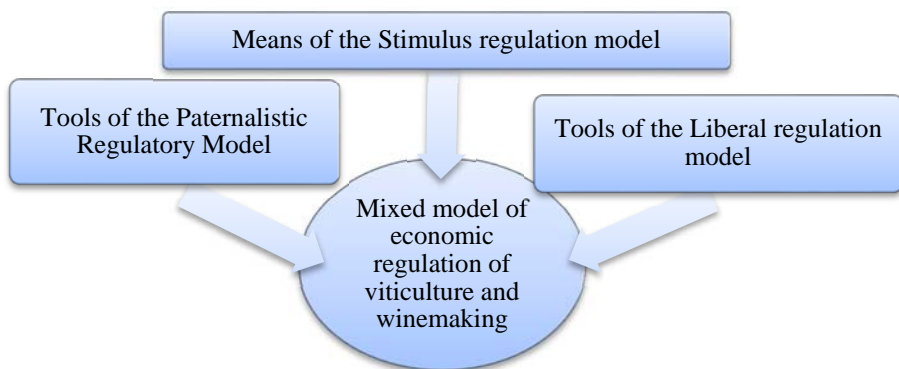 Means of the Stimulus regulation model
Tools of the Paternalistic
Regulatory Model
Tools of the Liberal regulation
model
Mixed model of
economic
regulation of
viticulture and
winemaking